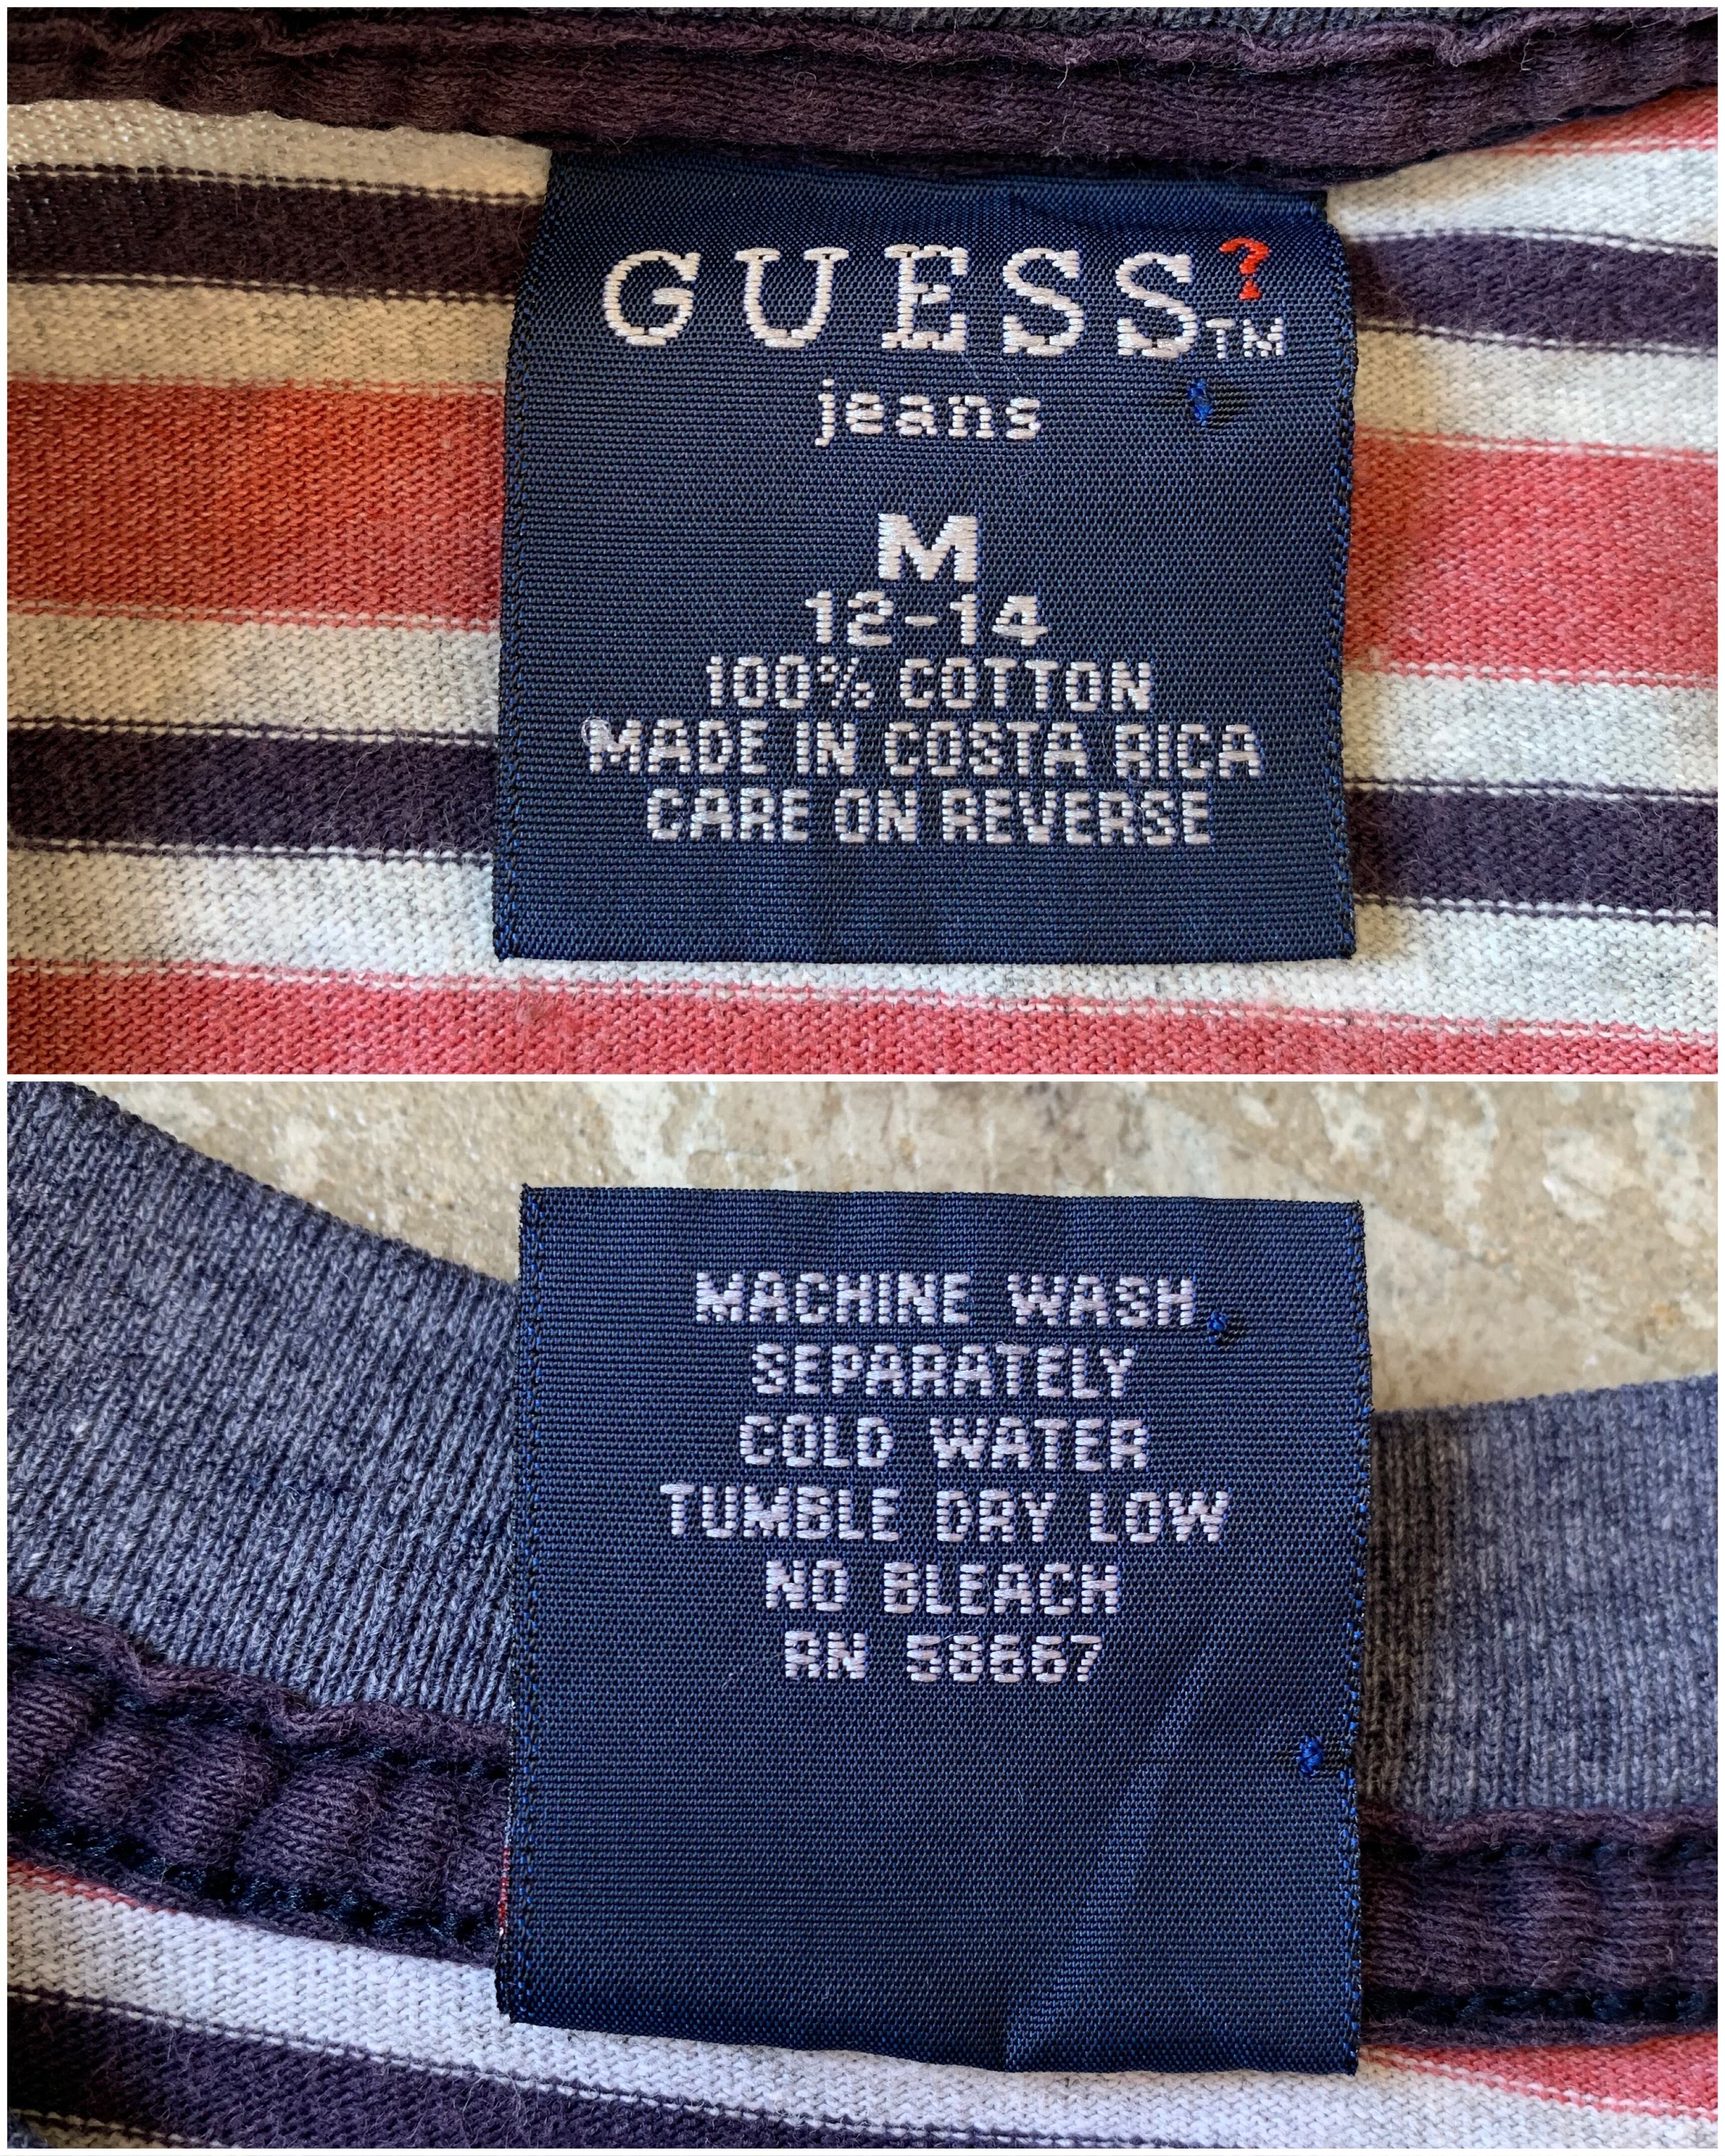 GUESS?™
jeans
M
12-14
100% COTTON
MADE IN COSTA RICA
CARE ON REVERSE
MACHINE WASH
SEPARATELY
COLD WATER
TUMBLE DRY LOW
NO BLEACH
RN